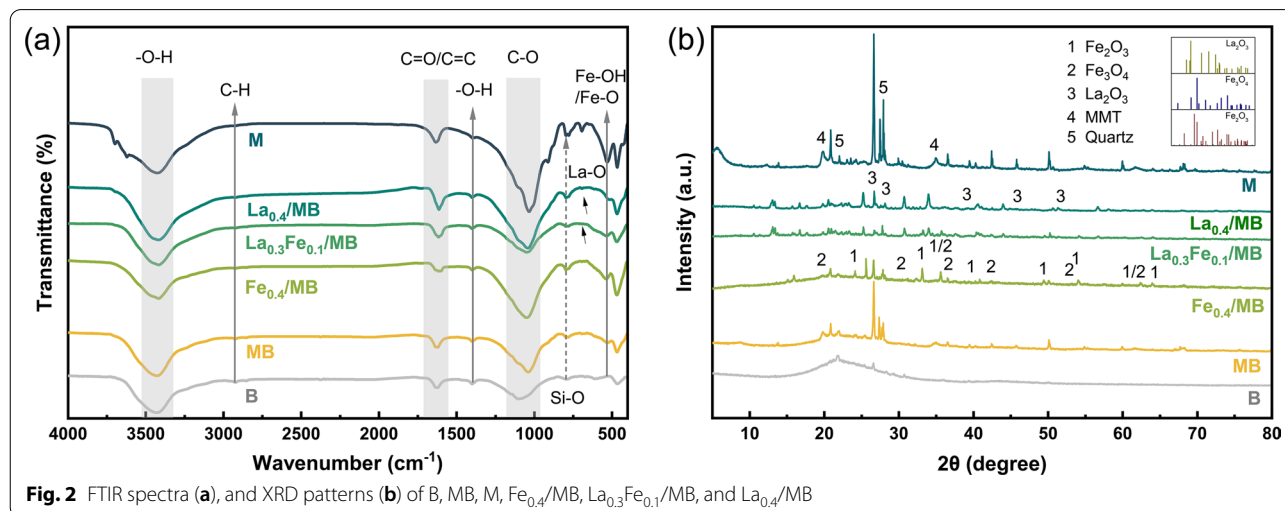 (a)
-O-H
C-H
C=O/C=C
-O-H
C-O
Fe-OH
/Fe-O
M
La-O
La₀.₄/MB
La₀.₃Fe₀.₁/MB
Fe₀.₄/MB
MB
B
Si-O
Transmittance (%)
4000 3500 3000 2500 2000 1500 1000 500
Wavenumber (cm⁻¹)
(b)
1 Fe₂O₃
2 Fe₃O₄
3 La₂O₃
4 MMT
5 Quartz
La₂O₃
Fe₃O₄
Fe₂O₃
4 5 5 4
M
3 3 3 3 3
La₀.₄/MB
La₀.₃Fe₀.₁/MB
2 1 2 1 1/2 2 1 2 1 2 1 1/2 1
Fe₀.₄/MB
MB
B
Intensity (a.u.)
10 20 30 40 50 60 70 80
2θ (degree)
Fig. 2 FTIR spectra (a), and XRD patterns (b) of B, MB, M, Fe₀.₄/MB, La₀.₃Fe₀.₁/MB, and La₀.₄/MB